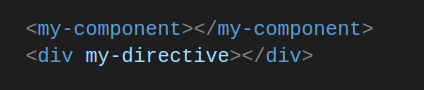 <my-component></my-component>
<div my-directive></div>